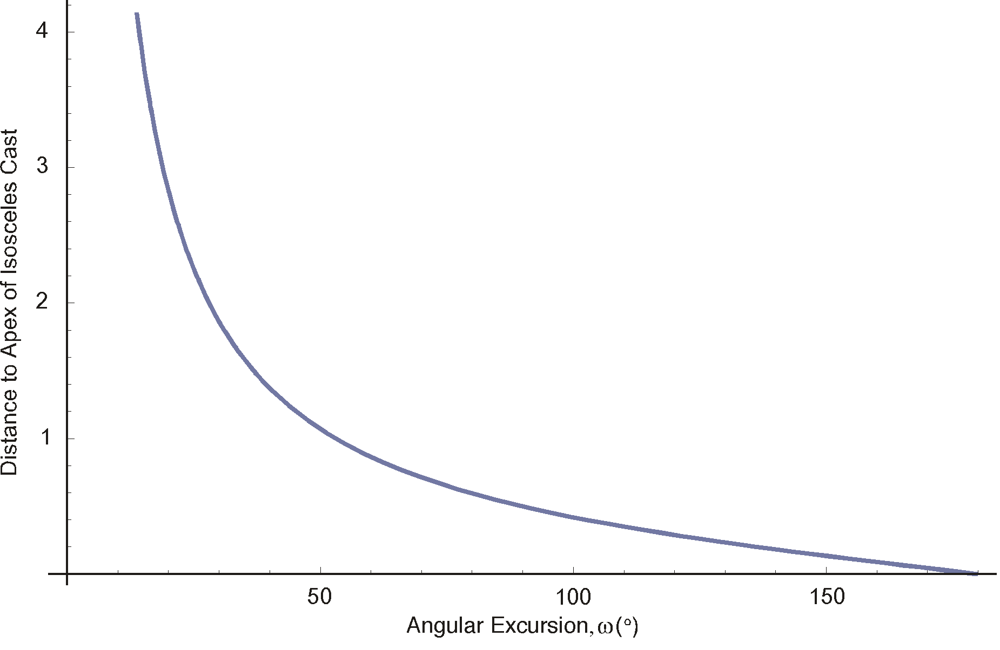 Distance to Apex of Isosceles Cast
4
3
2
1
50 100 150
Angular Excursion, ω(°)